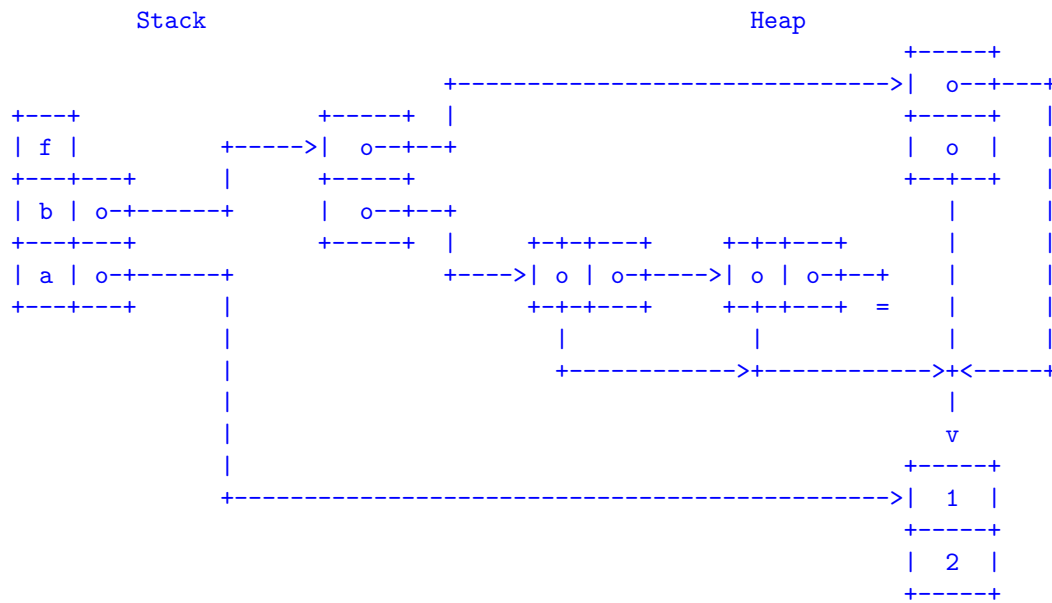 Stack Heap
+-----+
+------------------------------->| o--+----+
+---+ +-----+ | +-----+ |
| f | +----->| o--+--+ | o | |
+---+---+ | +-----+ +--+--+ |
| b | o-+------+ | o--+--+ | |
+---+---+ +-----+ | +-+-+---+ +-+-+---+ | |
| a | o-+------+ +---->| o | o-+---->| o | o-+--+ | |
+---+---+ | +-+-+---+ +-+-+---+ = | |
| | | | |
| +------------>+------------>+<-----+
| |
| v
| +-----+
+----------------------------------------------->| 1 |
+-----+
| 2 |
+-----+